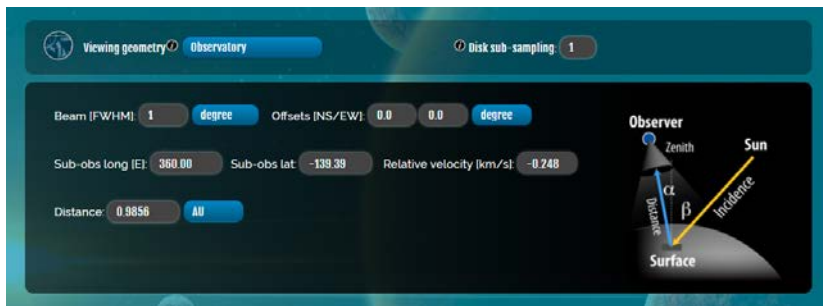 Viewing geometry Observatory Disk sub-sampling: 1
Beam [FWHM]: 1 degree Offsets [NS/EW]: 0.0 0.0 degree
Sub-obs long [E]: 360.00 Sub-obs lat: -139.39 Relative velocity [km/s]: -0.248
Distance: 0.9856 AU
Observer
Zenith
Sun
α
β
Distance
Incidence
Surface